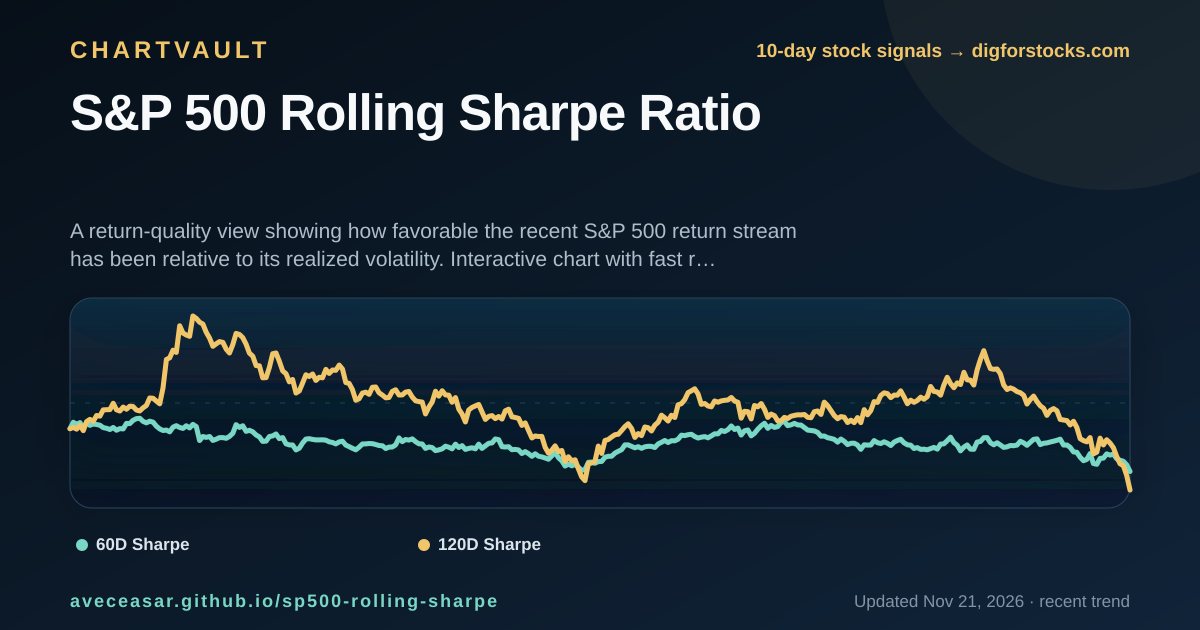 CHARTVAULT
10-day stock signals → digforstocks.com
S&P 500 Rolling Sharpe Ratio
A return-quality view showing how favorable the recent S&P 500 return stream
has been relative to its realized volatility. Interactive chart with fast r…
60D Sharpe
120D Sharpe
aveceasar.github.io/sp500-rolling-sharpe
Updated Nov 21, 2026 · recent trend